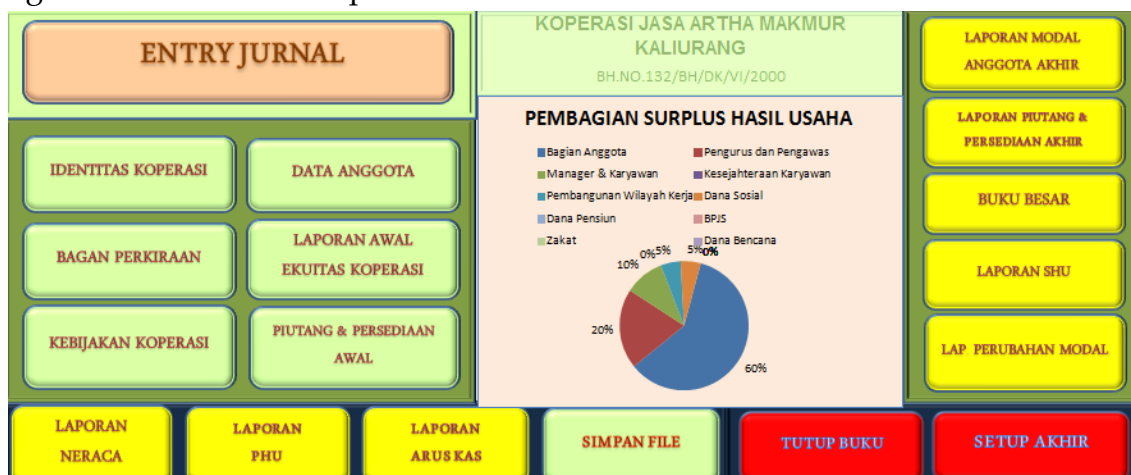 ENTRY JURNAL
KOPERASI JASA ARTHA MAKMUR
KALIURANG
BH.NO.132/BH/DK/VI/2000
LAPORAN MODAL
ANGGOTA AKHIR
LAPORAN PIUTANG &
PERSEDIAAN AKHIR
BUKU BESAR
LAPORAN SHU
LAP. PERUBAHAN MODAL
IDENTITAS KOPERASI
DATA ANGGOTA
BAGAN PERKIRAAN
LAPORAN AWAL
EKUITAS KOPERASI
KEBIJAKAN KOPERASI
PIUTANG & PERSEDIAAN
AWAL
PEMBAGIAN SURPLUS HASIL USAHA
Bagian Anggota
Pengurus dan Pengawas
Manager & Karyawan
Kesejahteraan Karyawan
Pembangunan Wilayah Kerja
Dana Sosial
Dana Pensiun
BPJS
Zakat
Dana Bencana
10%
0%
5%
5%
0%
20%
60%
LAPORAN
NERACA
LAPORAN
PHU
LAPORAN
ARUS KAS
SIMPAN FILE
TUTUP BUKU
SETUP AKHIR